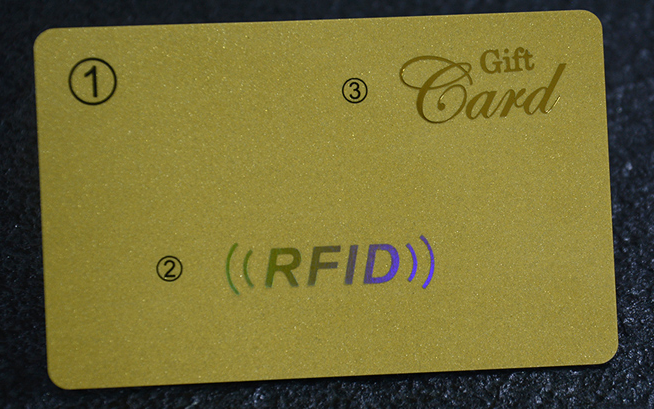 ①
③ Gift
Card
② ((RFID))